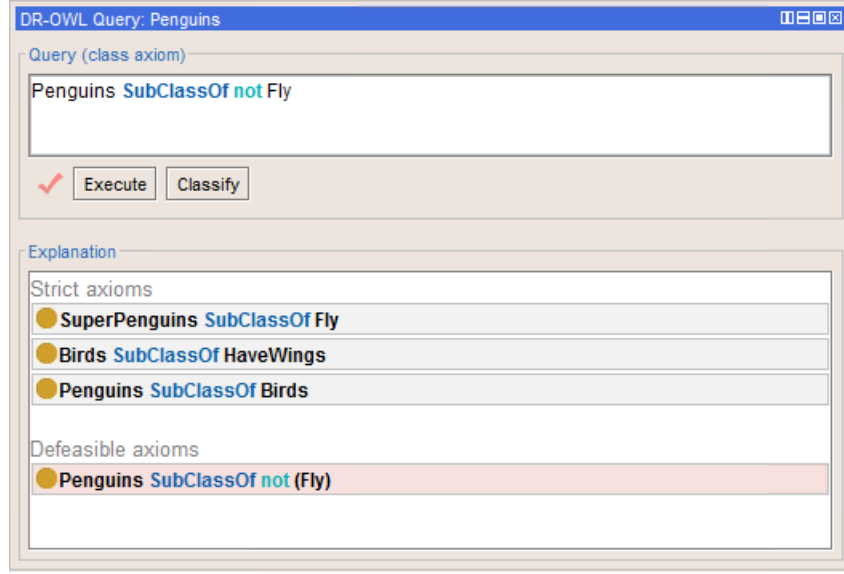 DR-OWL Query: Penguins
Query (class axiom)
Penguins SubClassOf not Fly
Execute Classify
Explanation
Strict axioms
SuperPenguins SubClassOf Fly
Birds SubClassOf HaveWings
Penguins SubClassOf Birds
Defeasible axioms
Penguins SubClassOf not (Fly)